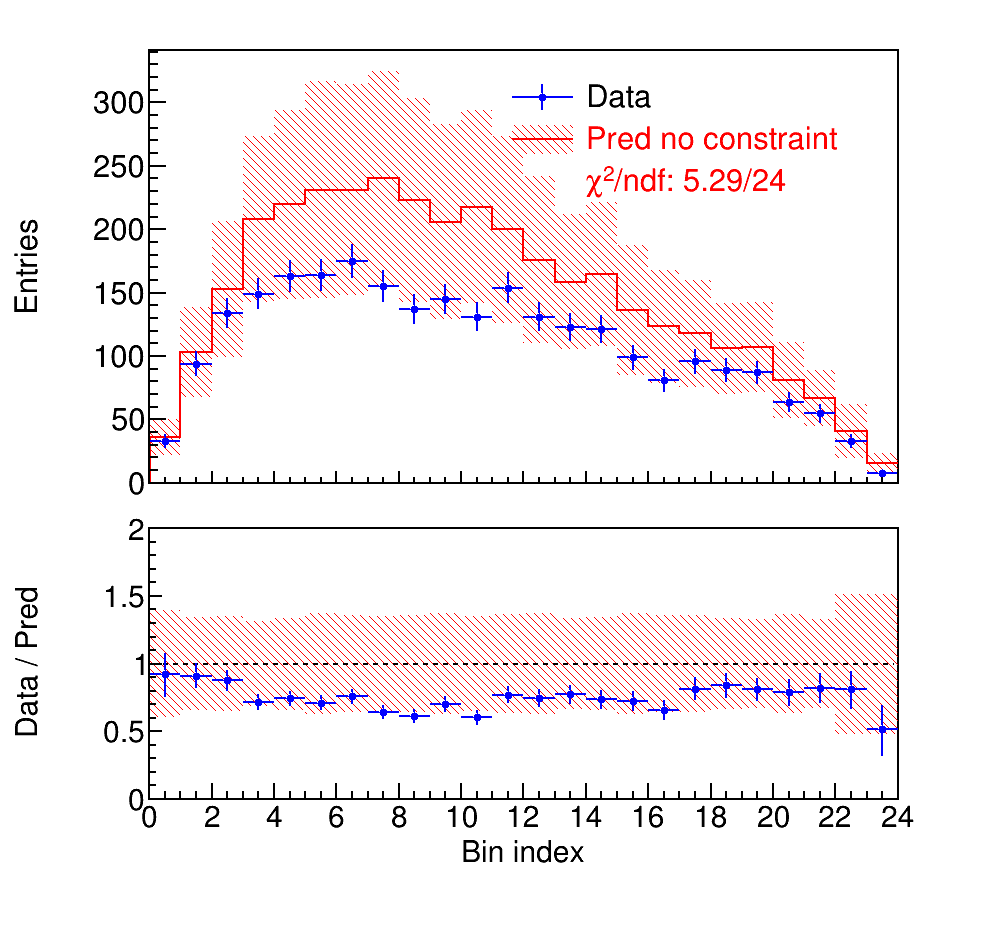 Entries
300
250
200
150
100
50
0
Data
Pred no constraint
χ²/ndf: 5.29/24
Data / Pred
2
1.5
1
0.5
0
0 2 4 6 8 10 12 14 16 18 20 22 24
Bin index